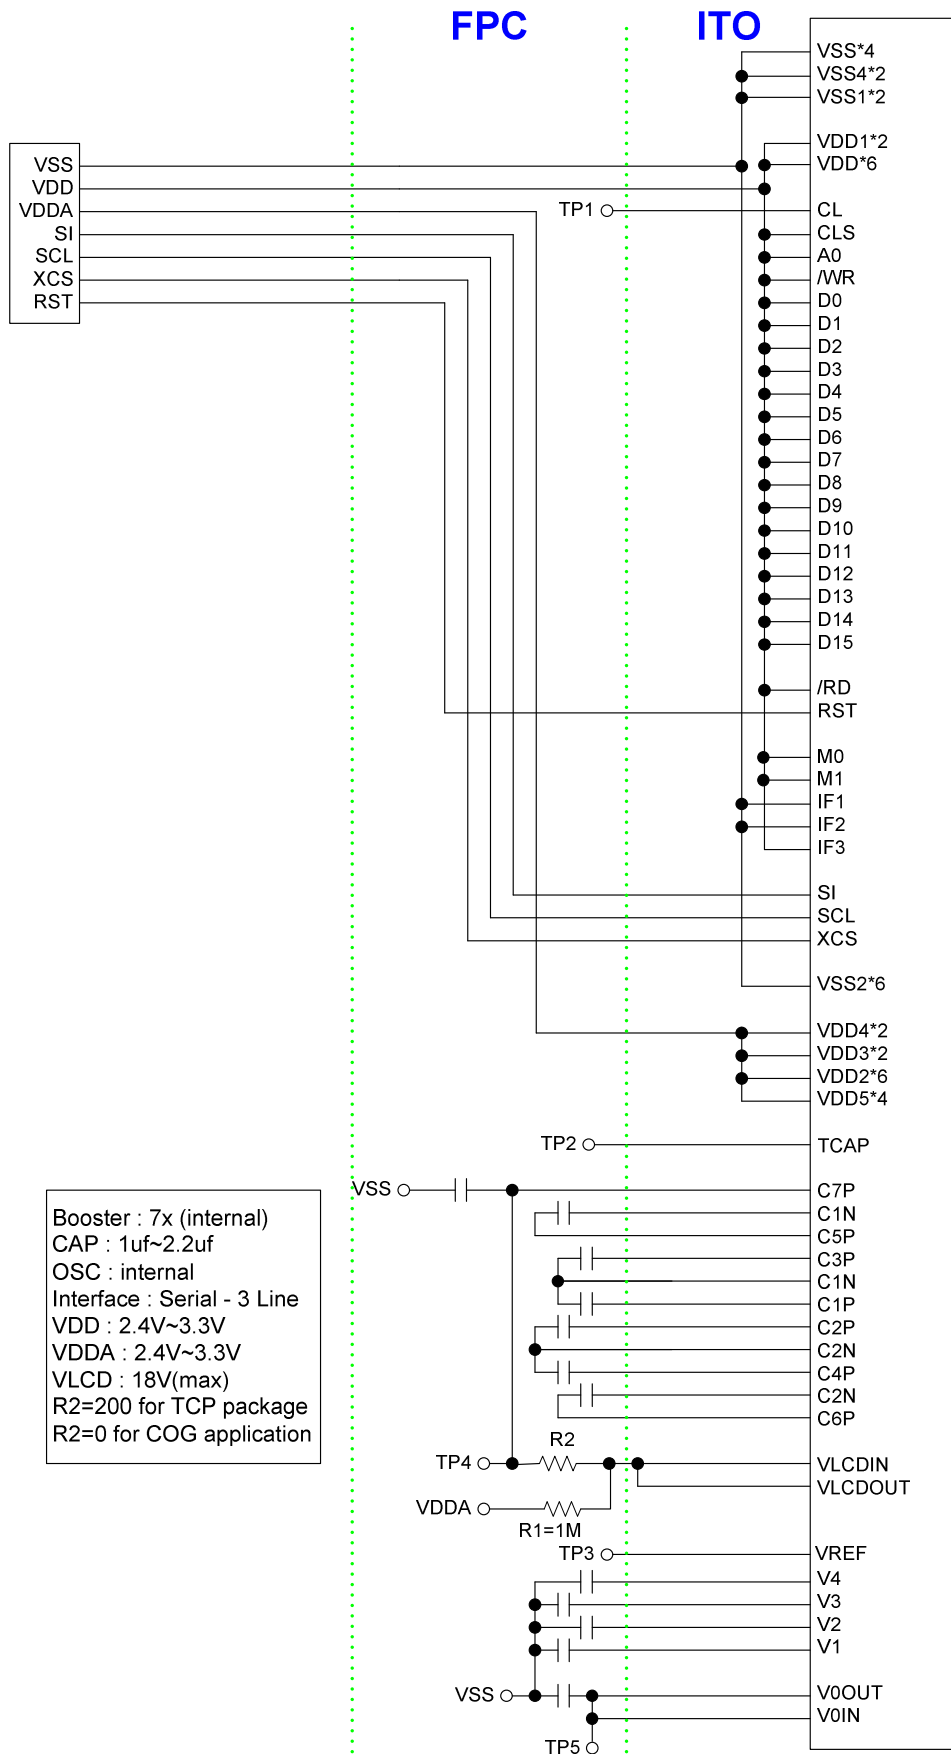 FPC
ITO
VSS
VDD
VDDA
SI
SCL
XCS
RST
VSS*4
VSS4*2
VSS1*2
VDD1*2
VDD*6
TP1
CL
CLS
A0
/WR
D0
D1
D2
D3
D4
D5
D6
D7
D8
D9
D10
D11
D12
D13
D14
D15
/RD
RST
M0
M1
IF1
IF2
IF3
SI
SCL
XCS
VSS2*6
VDD4*2
VDD3*2
VDD2*6
VDD5*4
TP2
TCAP
VSS
C7P
C1N
C5P
C3P
C1N
C1P
C2P
C2N
C4P
C2N
C6P
Booster : 7x (internal)
CAP : 1uf~2.2uf
OSC : internal
Interface : Serial - 3 Line
VDD : 2.4V~3.3V
VDDA : 2.4V~3.3V
VLCD : 18V(max)
R2=200 for TCP package
R2=0 for COG application
R2
TP4
VLCDIN
VLCDOUT
VDDA
R1=1M
TP3
VREF
V4
V3
V2
V1
VSS
V0OUT
V0IN
TP5